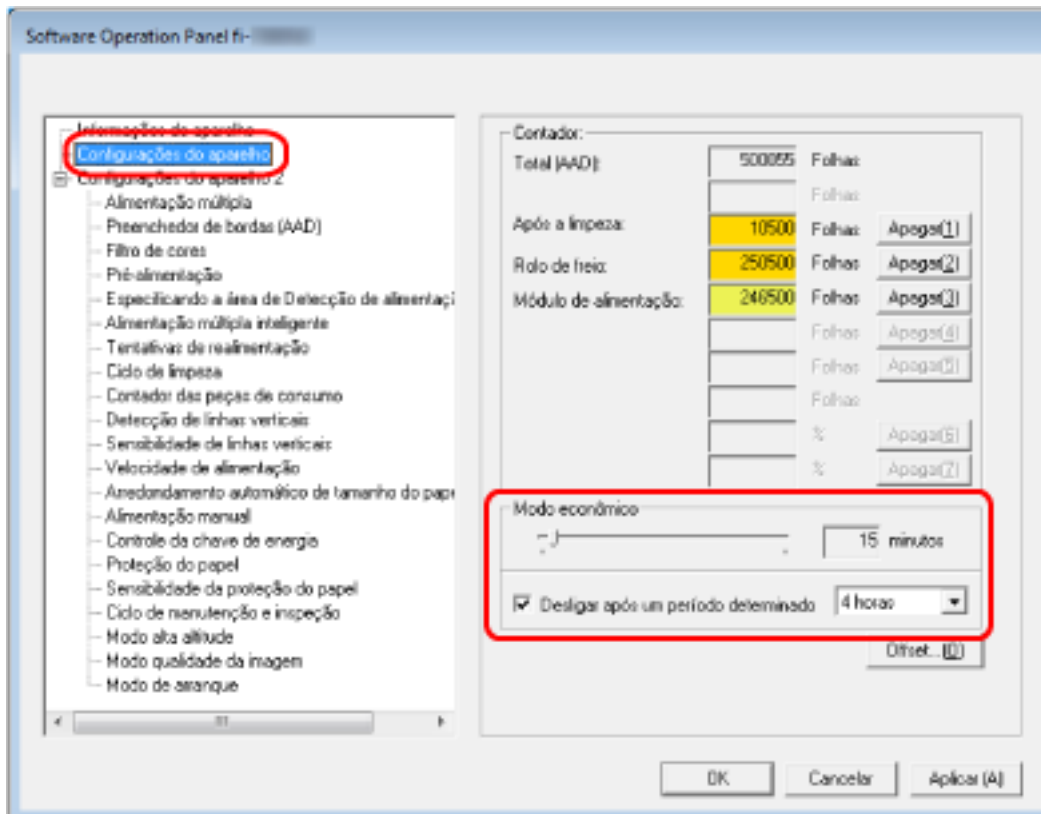 Software Operation Panel fi-
Informações do aparelho
Configurações do aparelho
Configurações do aparelho 2
Alimentação múltipla
Preenchedor de bordas (AAD)
Filtro de cores
Pré-alimentação
Especificando a área de Detecção de alimentaçi
Alimentação múltipla inteligente
Tentativas de realimentação
Ciclo de limpeza
Contador das peças de consumo
Detecção de linhas verticais
Sensibilidade de linhas verticais
Velocidade de alimentação
Arredondamento automático de tamanho do pape
Alimentação manual
Controle da chave de energia
Proteção do papel
Sensibilidade da proteção do papel
Ciclo de manutenção e inspeção
Modo alta altitude
Modo qualidade da imagem
Modo de arranque
Contador:
Total (AAD): 500055 Folhas
Folhas
Após a limpeza: 10500 Folhas Apagar(1)
Rolo de freio: 250500 Folhas Apagar(2)
Módulo de alimentação: 246500 Folhas Apagar(3)
Folhas Apagar(4)
Folhas Apagar(5)
Folhas
% Apagar(6)
% Apagar(7)
Modo econômico
15 minutos
Desligar após um período determinado 4 horas
Offset...(O)
OK Cancelar Aplicar (A)